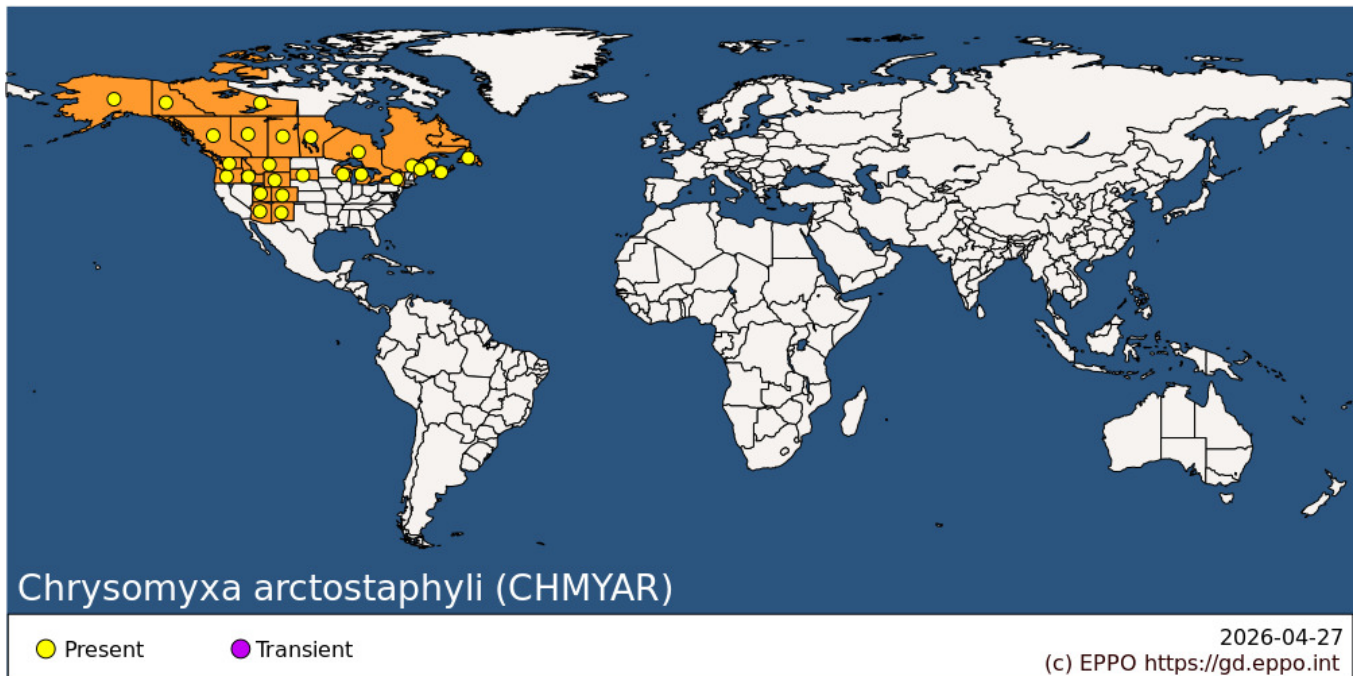 Chrysomyxa arctostaphyli (CHMYAR)
Present
Transient
2026-04-27
(c) EPPO https://gd.eppo.int